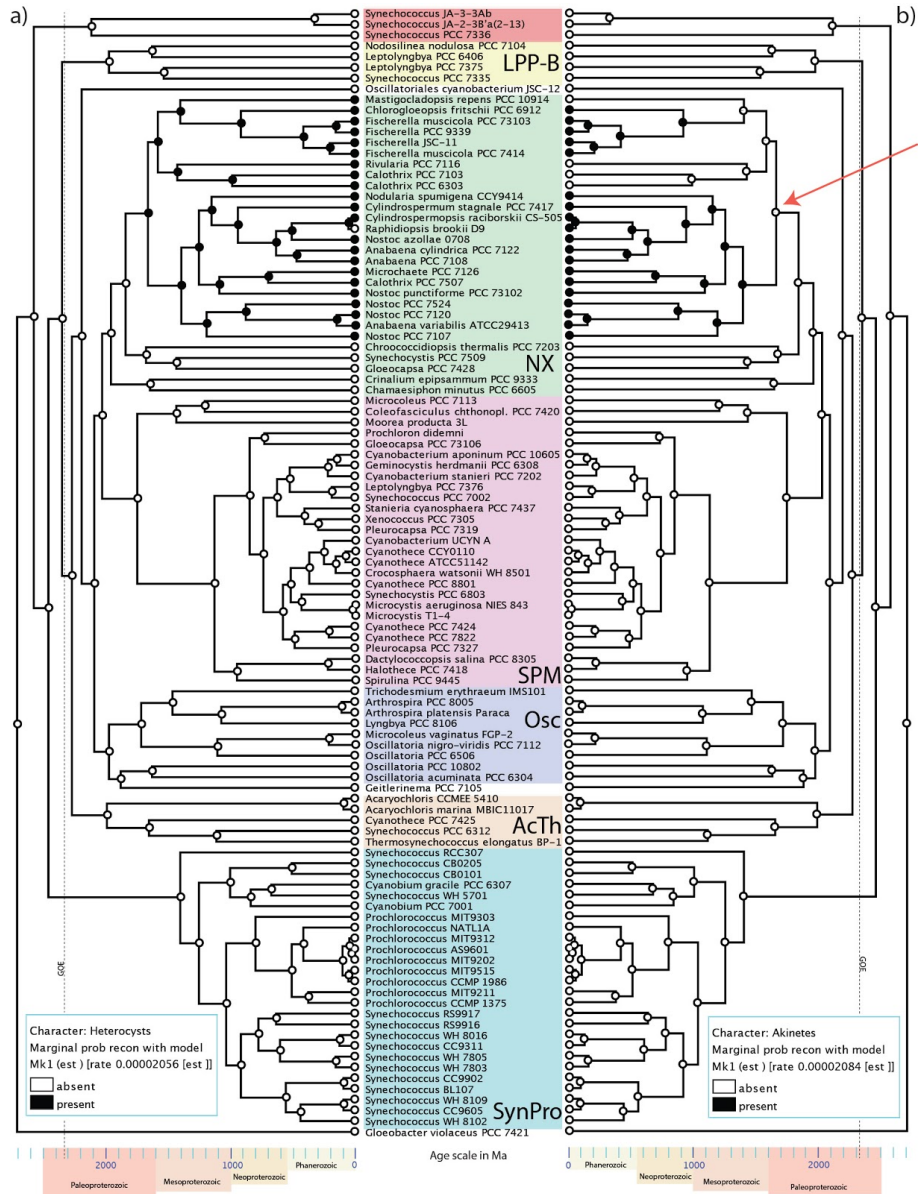 a)
b)
Synechococcus JA-3-3Ab
Synechococcus JA-2-3B'a(2-13)
Synechococcus PCC 7336
Nodosilinea nodulosa PCC 7104
Leptolyngbya PCC 6406
Leptolyngbya PCC 7375
Synechococcus PCC 7335
LPP-B
Oscillatoriales cyanobacterium JSC-12
Mastigocladopsis repens PCC 10914
Chlorogloeopsis fritschii PCC 6912
Fischerella muscicola PCC 73103
Fischerella PCC 9339
Fischerella JSC-11
Fischerella muscicola PCC 7414
Rivularia PCC 7116
Calothrix PCC 7103
Calothrix PCC 6303
Nodularia spumigena CCY9414
Cylindrospermum stagnale PCC 7417
Cylindrospermopsis raciborskii CS-505
Raphidiopsis brookii D9
Nostoc azollae 0708
Anabaena cylindrica PCC 7122
Anabaena PCC 7108
Microchaete PCC 7126
Calothrix PCC 7507
Nostoc punctiforme PCC 73102
Nostoc PCC 7524
Nostoc PCC 7120
Anabaena variabilis ATCC29413
Nostoc PCC 7107
Chroococcidiopsis thermalis PCC 7203
Synechocystis PCC 7509
Gloeocapsa PCC 7428
NX
Crinalium epipsammum PCC 9333
Chamaesiphon minutus PCC 6605
Microcoleus PCC 7113
Coleofasciculus chthonopl. PCC 7420
Moorea producta 3L
Prochloron didemni
Gloeocapsa PCC 73106
Cyanobacterium aponinum PCC 10605
Geminocystis herdmanii PCC 6308
Cyanobacterium stanieri PCC 7202
Leptolyngbya PCC 7376
Synechococcus PCC 7002
Stanieria cyanosphaera PCC 7437
Xenococcus PCC 7305
Pleurocapsa PCC 7319
Cyanobacterium UCYN A
Cyanothece CCY0110
Cyanothece ATCC51142
Crocosphaera watsonii WH 8501
Cyanothece PCC 8801
Synechocystis PCC 6803
Microcystis aeruginosa NIES 843
Microcystis T1-4
Cyanothece PCC 7424
Cyanothece PCC 7822
Pleurocapsa PCC 7327
Dactylococcopsis salina PCC 8305
Halothece PCC 7418
Spirulina PCC 9445
SPM
Trichodesmium erythraeum IMS101
Arthrospira PCC 8005
Arthrospira platensis Paraca
Lyngbya PCC 8106
Osc
Microcoleus vaginatus FGP-2
Oscillatoria nigro-viridis PCC 7112
Oscillatoria PCC 6506
Oscillatoria PCC 10802
Oscillatoria acuminata PCC 6304
Geitlerinema PCC 7105
Acaryochloris CCMEE 5410
Acaryochloris marina MBIC11017
Cyanothece PCC 7425
Synechococcus PCC 6312
Thermosynechococcus elongatus BP-1
AcTh
Synechococcus RCC307
Synechococcus CB0205
Synechococcus CB0101
Cyanobium gracile PCC 6307
Synechococcus WH 5701
Cyanobium PCC 7001
Prochlorococcus MIT9303
Prochlorococcus NATL1A
Prochlorococcus MIT9312
Prochlorococcus AS9601
Prochlorococcus MIT9202
Prochlorococcus MIT9515
Prochlorococcus CCMP 1986
Prochlorococcus MIT9211
Prochlorococcus CCMP 1375
Synechococcus RS9917
Synechococcus RS9916
Synechococcus WH 8016
Synechococcus CC9311
Synechococcus WH 7805
Synechococcus WH 7803
Synechococcus CC9902
Synechococcus BL107
Synechococcus WH 8109
Synechococcus CC9605
Synechococcus WH 8102
SynPro
Gloeobacter violaceus PCC 7421
GOE
GOE
Character: Heterocysts
Marginal prob recon with model
Mk1 (est ) [rate 0.00002056 [est ]]
absent
present
Character: Akinetes
Marginal prob recon with model
Mk1 (est ) [rate 0.00002084 [est ]]
absent
present
Age scale in Ma
2000 1000 0
Phanerozoic
Neoproterozoic
Mesoproterozoic
Paleoproterozoic
0 1000 2000
Phanerozoic
Neoproterozoic
Mesoproterozoic
Paleoproterozoic